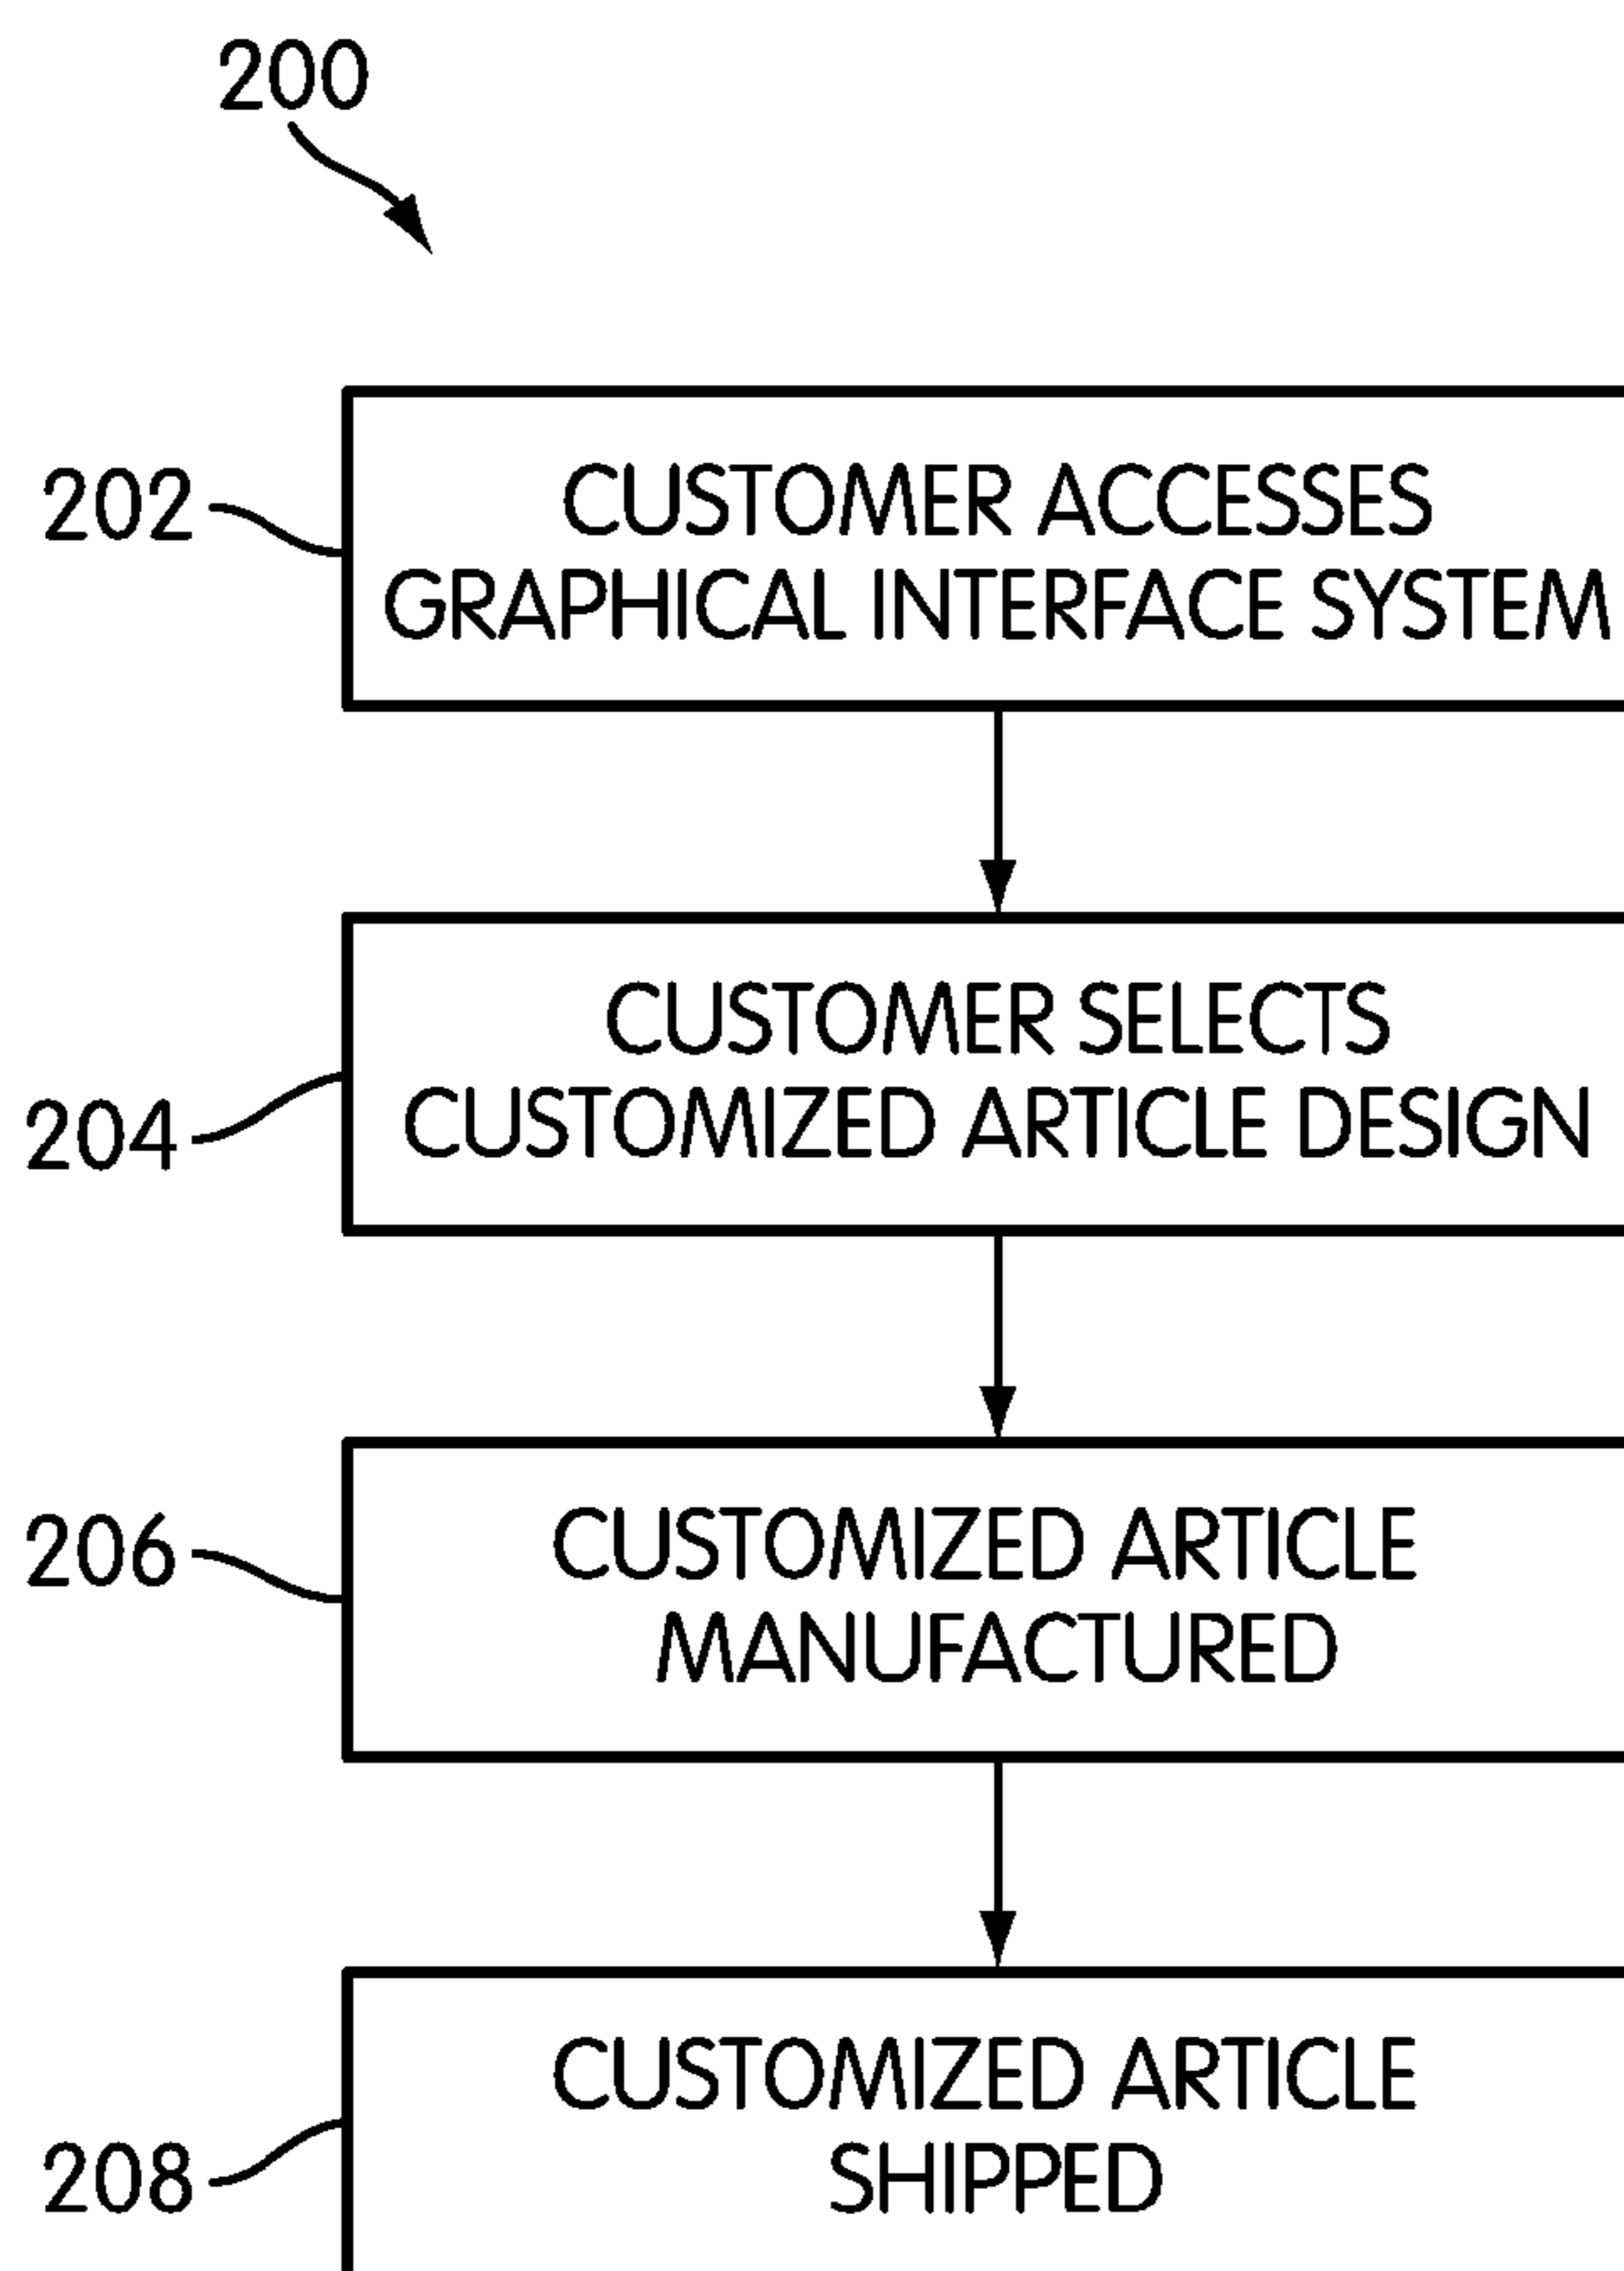 200
202
CUSTOMER ACCESSES
GRAPHICAL INTERFACE SYSTEM
204
CUSTOMER SELECTS
CUSTOMIZED ARTICLE DESIGN
206
CUSTOMIZED ARTICLE
MANUFACTURED
208
CUSTOMIZED ARTICLE
SHIPPED